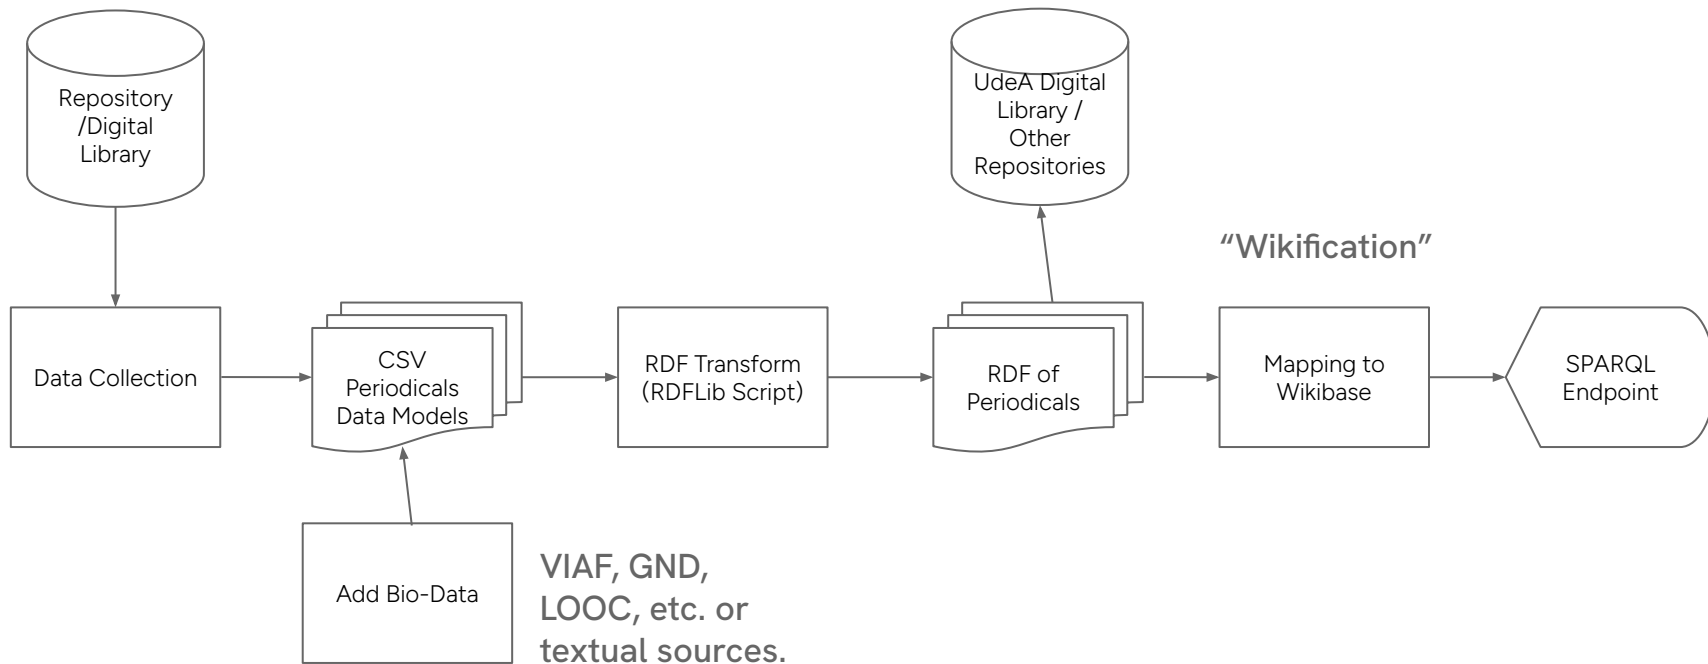 Repository
/Digital
Library
UdeA Digital
Library /
Other
Repositories
“Wikification”
Data Collection
CSV
Periodicals
Data Models
RDF Transform
(RDFLib Script)
RDF of
Periodicals
Mapping to
Wikibase
SPARQL
Endpoint
Add Bio-Data
VIAF, GND,
LOOC, etc. or
textual sources.